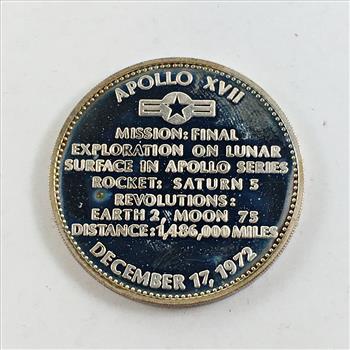 APOLLO XVII
MISSION: FINAL
EXPLORATION ON LUNAR
SURFACE IN APOLLO SERIES
ROCKET: SATURN 5
REVOLUTIONS:
EARTH 2, MOON 75
DISTANCE: 1,486,000 MILES
DECEMBER 17, 1972